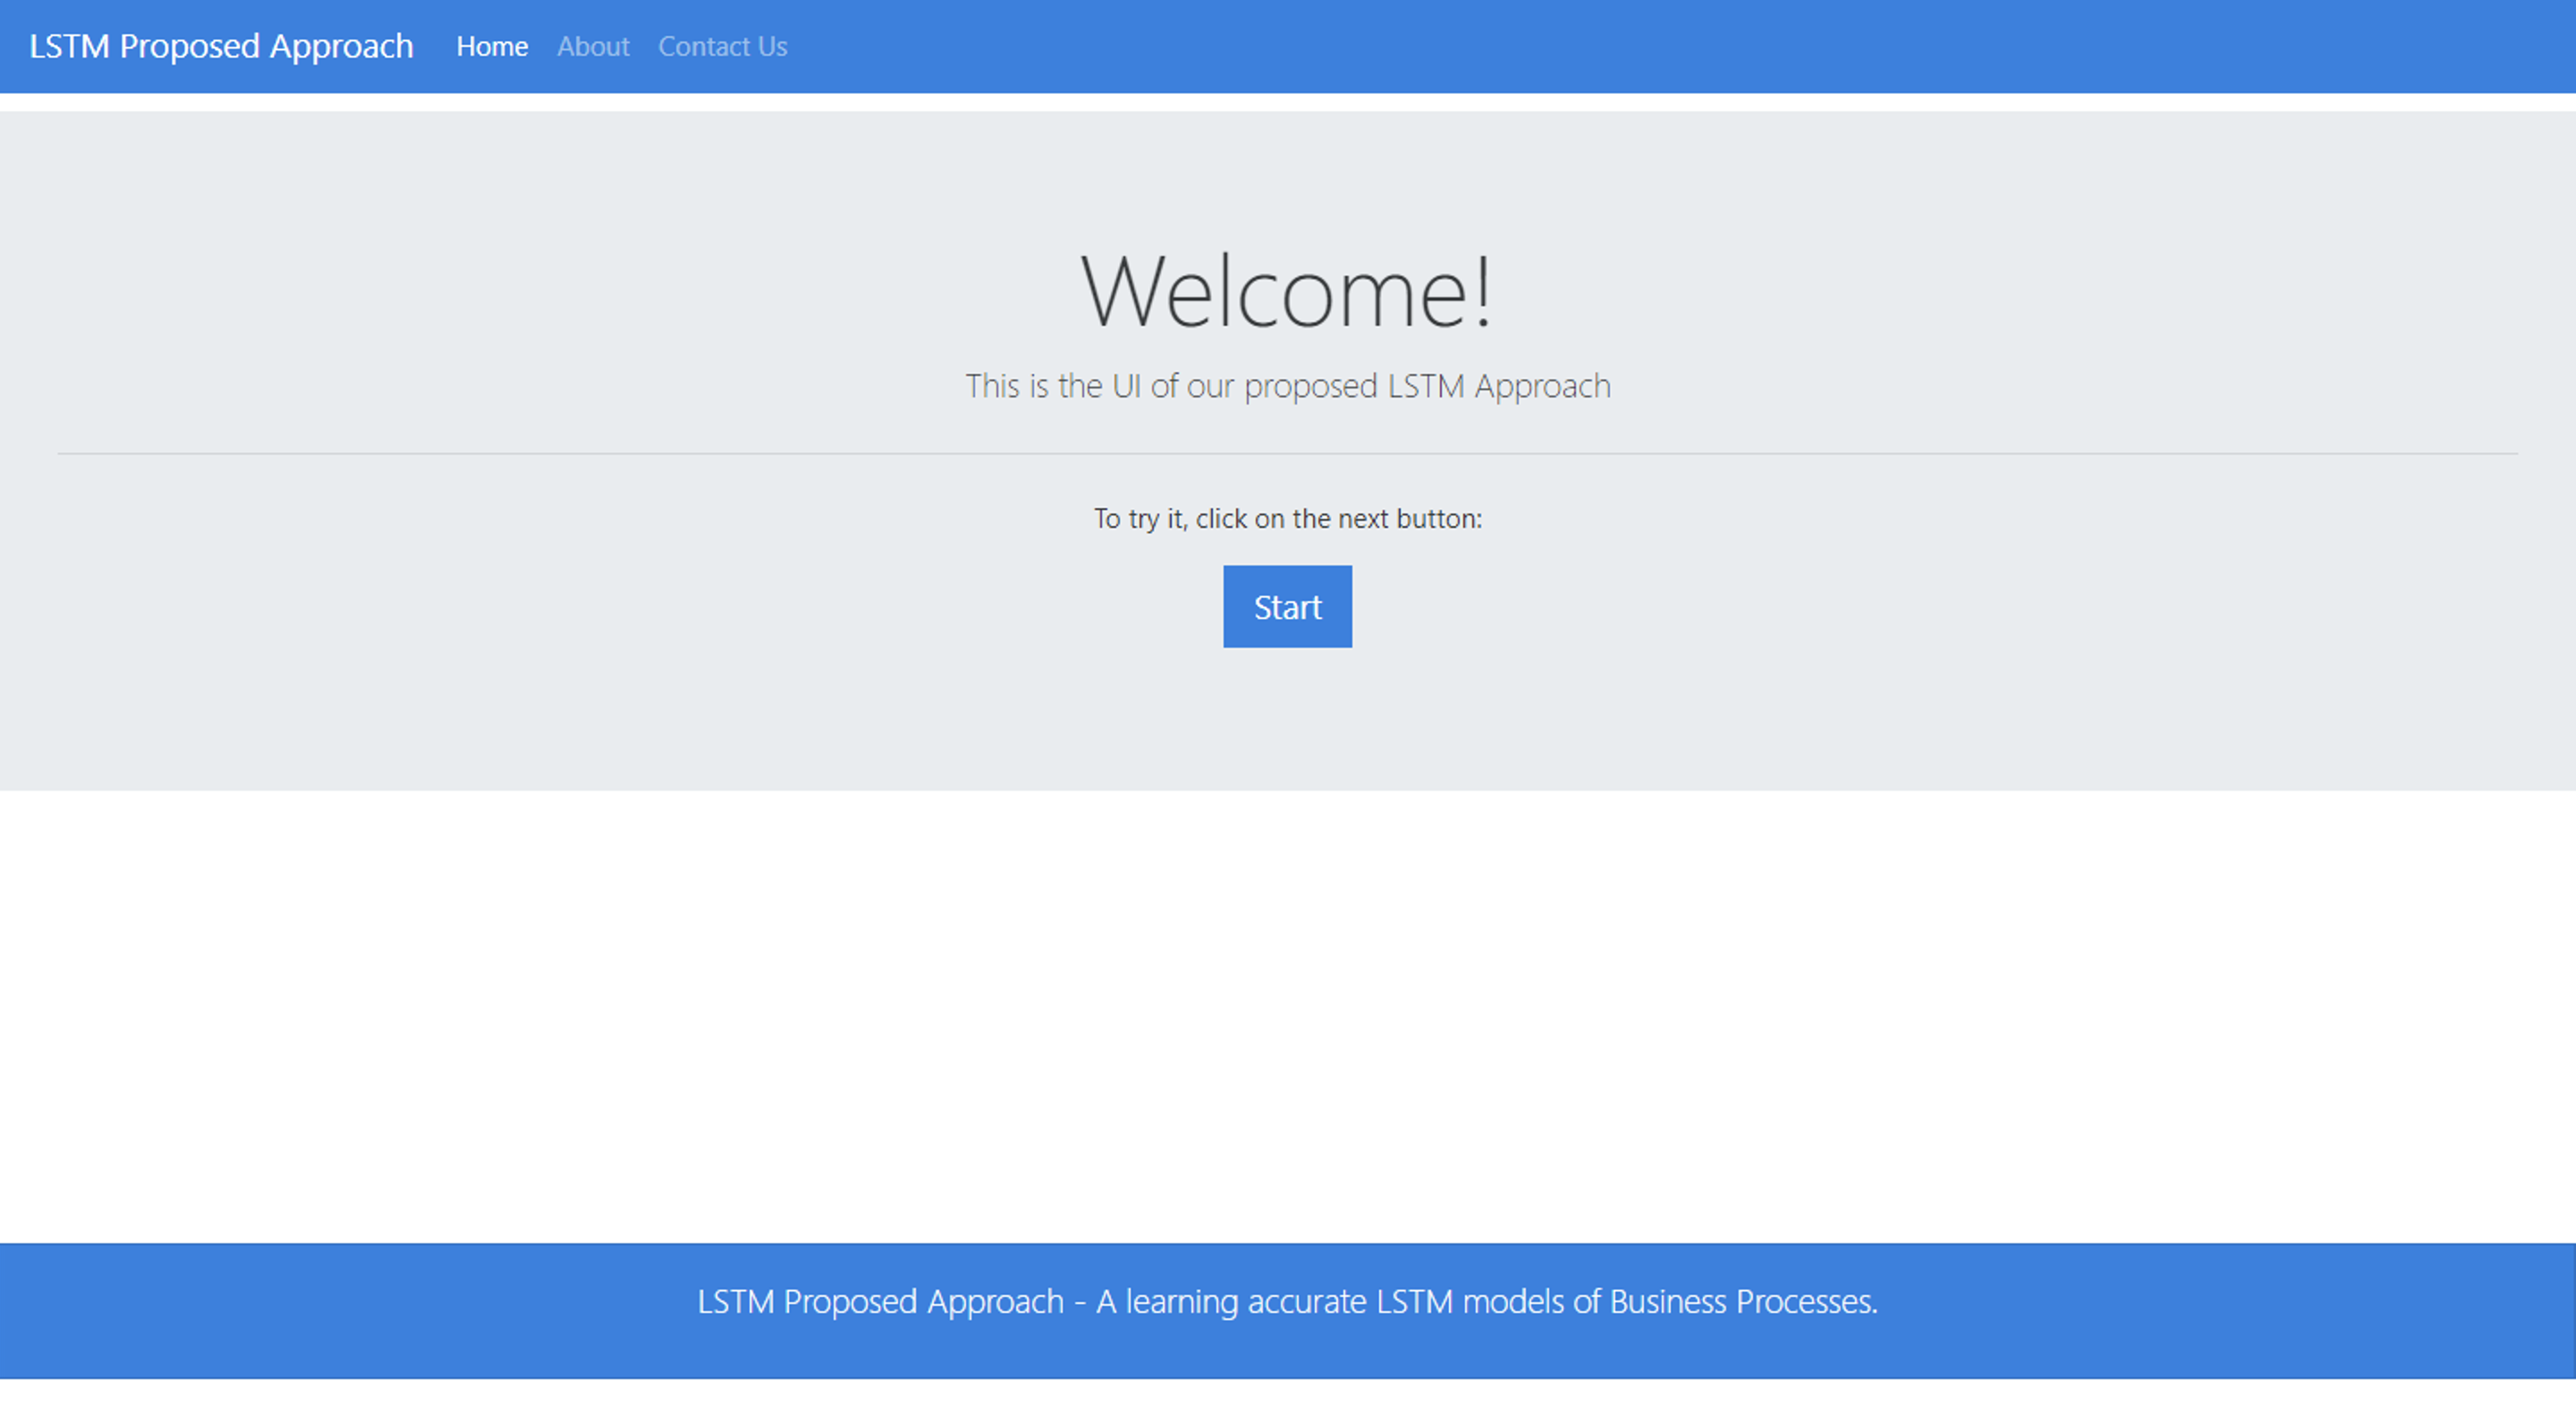 LSTM Proposed Approach Home About Contact Us
Welcome!
This is the UI of our proposed LSTM Approach
To try it, click on the next button:
Start
LSTM Proposed Approach - A learning accurate LSTM models of Business Processes.